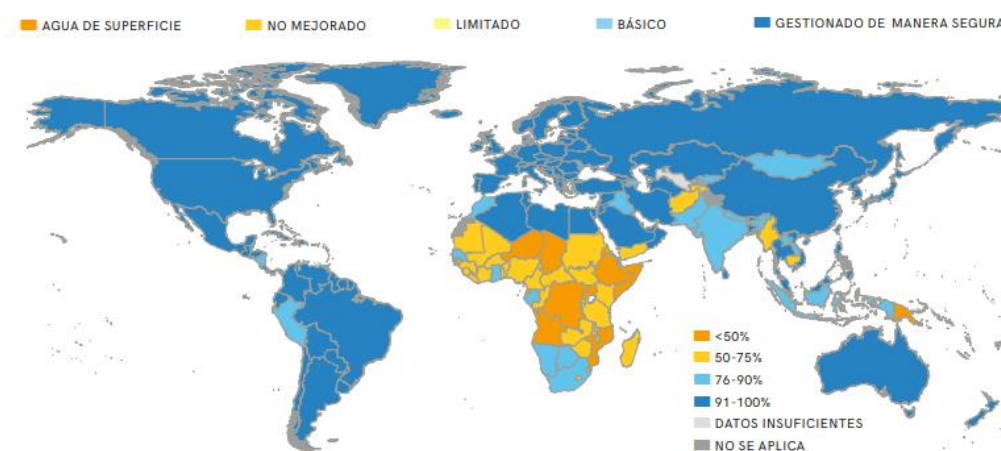 AGUA DE SUPERFICIE NO MEJORADO LIMITADO BÁSICO GESTIONADO DE MANERA SEGURA
<50%
50-75%
76-90%
91-100%
DATOS INSUFICIENTES
NO SE APLICA